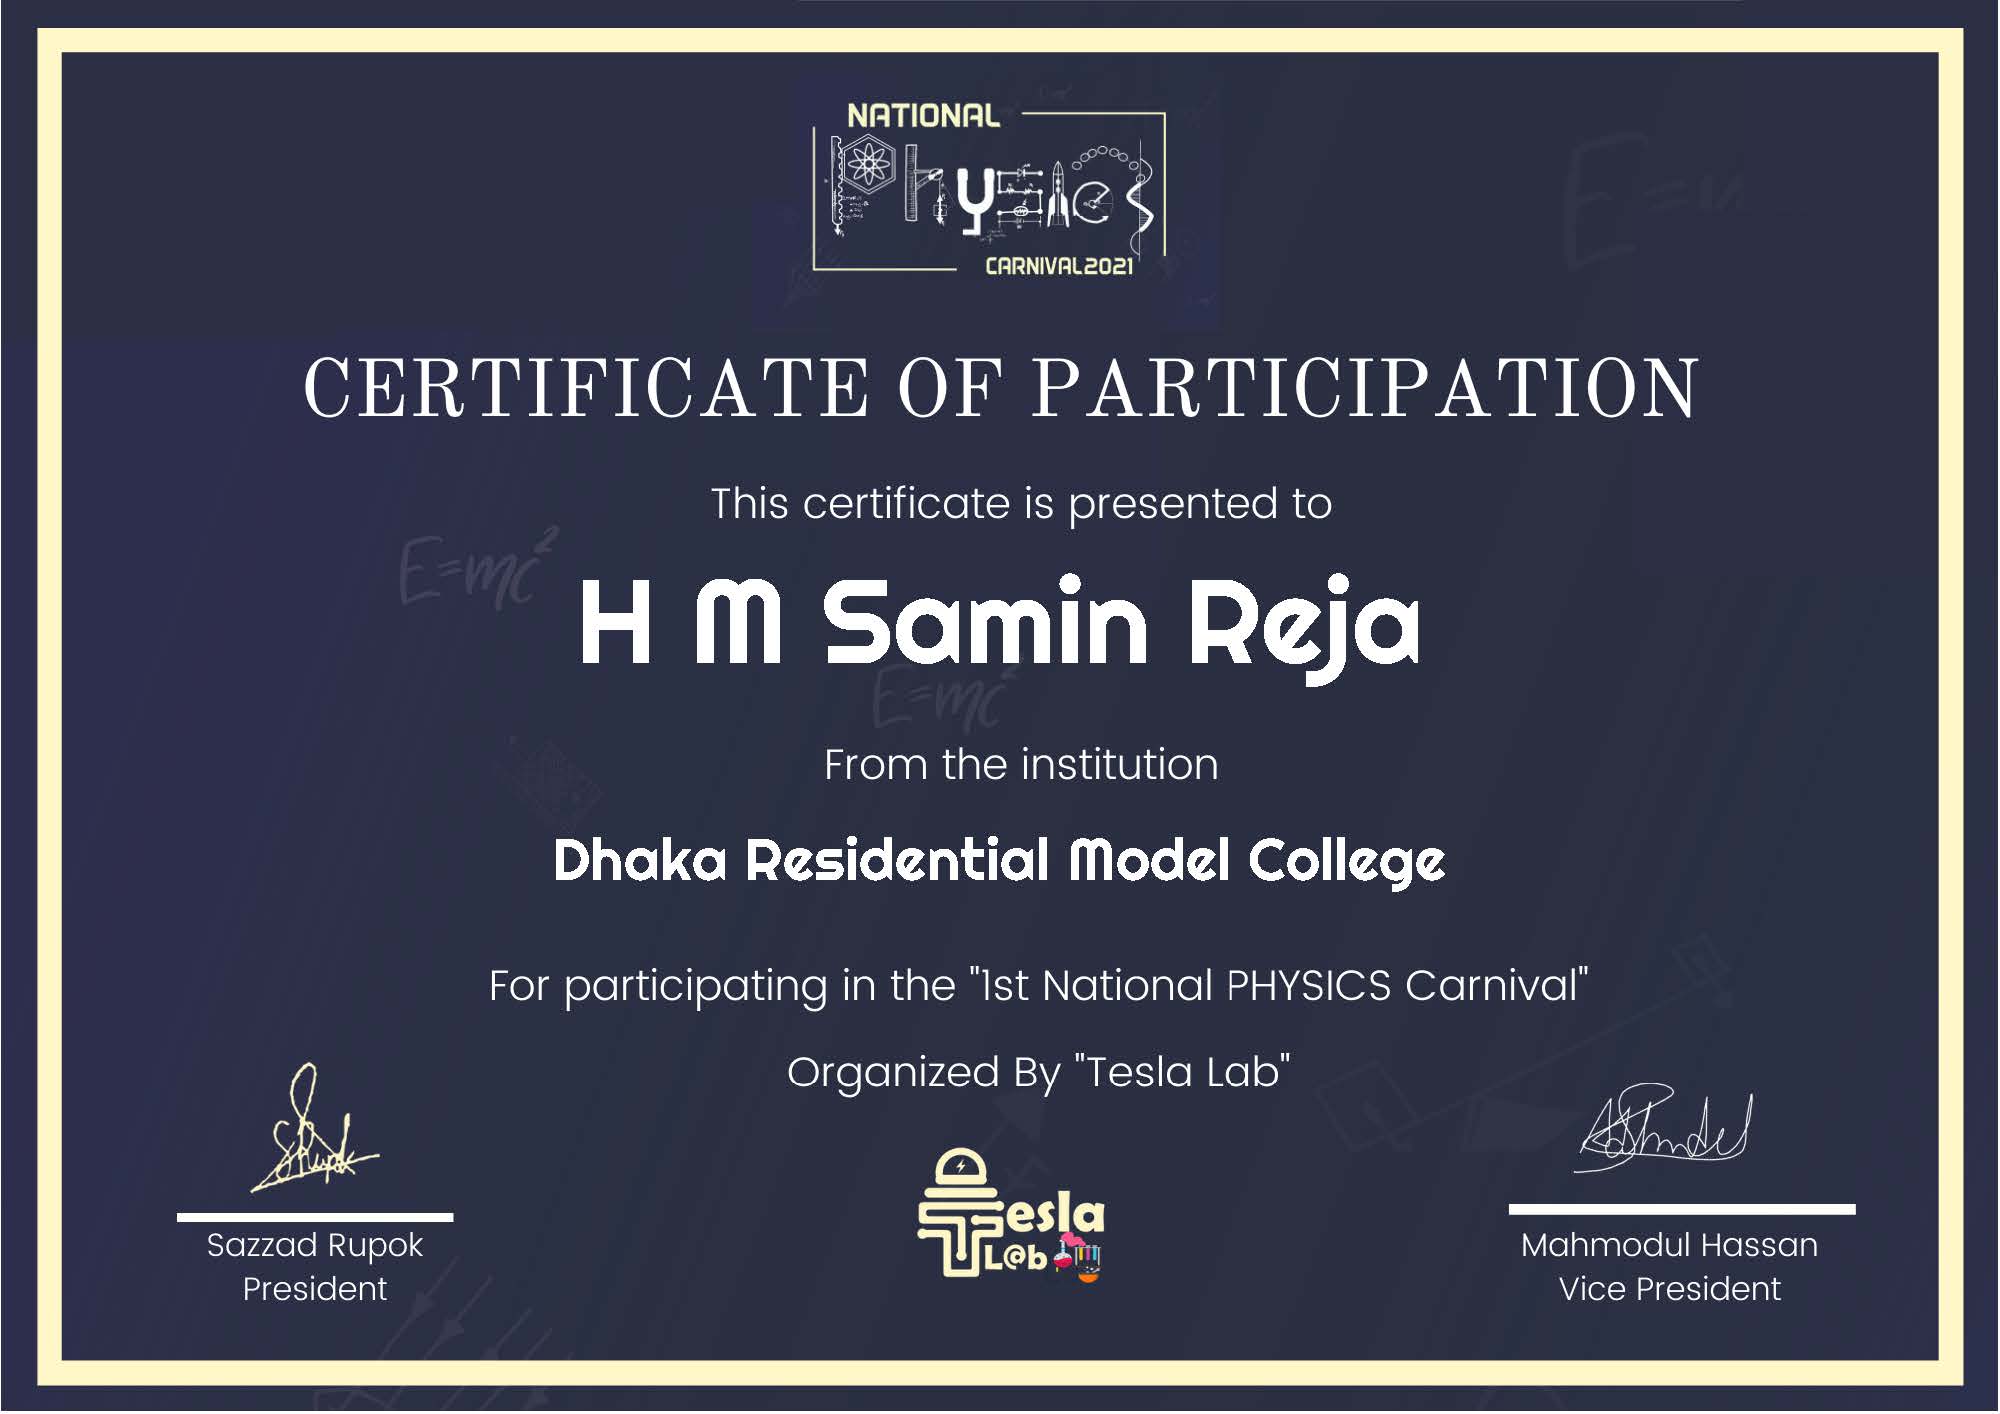 NATIONAL
Physics
CARNIVAL2021
CERTIFICATE OF PARTICIPATION
This certificate is presented to
E=mc²
H M Samin Reja
E=mc²
From the institution
Dhaka Residential Model College
For participating in the "1st National PHYSICS Carnival"
Organized By "Tesla Lab"
Tesla
L@b
Sazzad Rupok
President
Mahmodul Hassan
Vice President